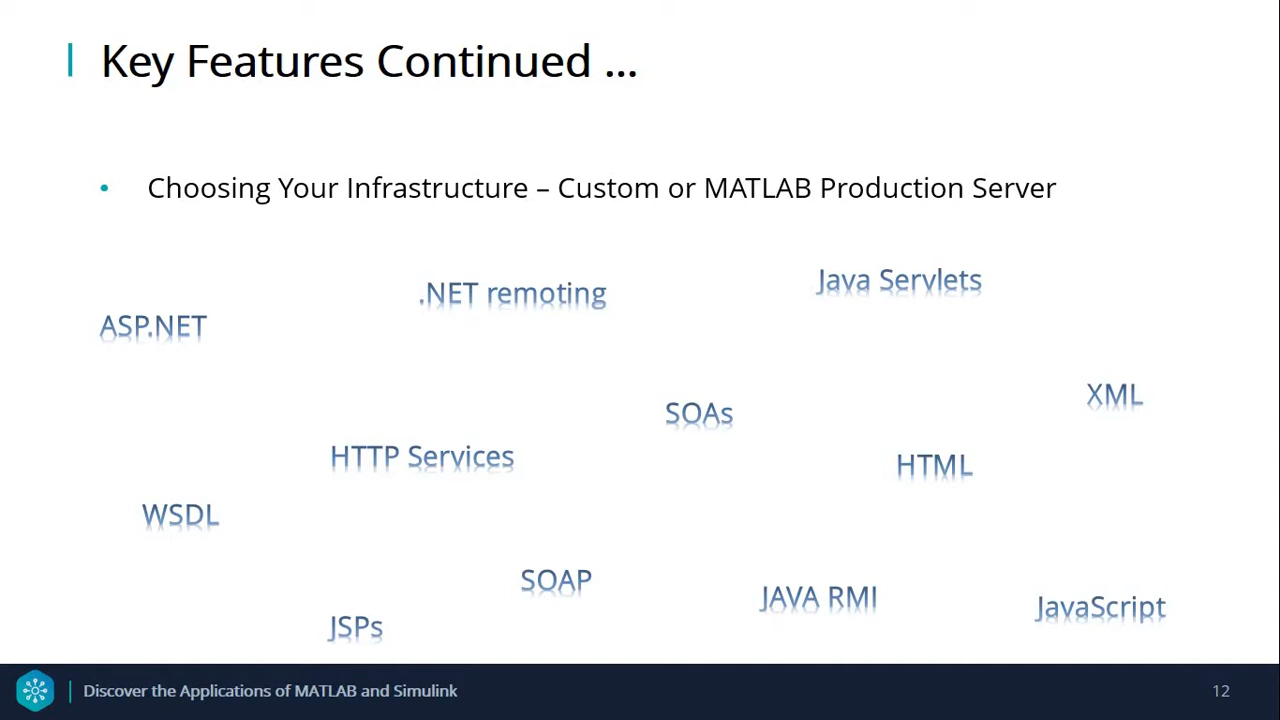 Key Features Continued ...
• Choosing Your Infrastructure – Custom or MATLAB Production Server
Java Servlets
.NET remoting
ASP.NET
XML
SOAs
HTTP Services
HTML
WSDL
SOAP
JAVA RMI
JavaScript
JSPs
Discover the Applications of MATLAB and Simulink
12